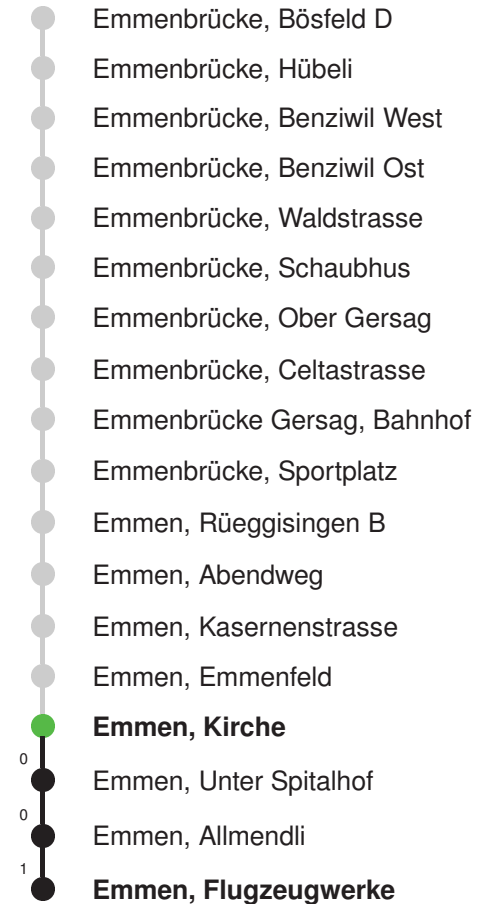 Emmenbrücke, Bösfeld D
Emmenbrücke, Hübeli
Emmenbrücke, Benziwil West
Emmenbrücke, Benziwil Ost
Emmenbrücke, Waldstrasse
Emmenbrücke, Schaubhus
Emmenbrücke, Ober Gersag
Emmenbrücke, Celtastrasse
Emmenbrücke Gersag, Bahnhof
Emmenbrücke, Sportplatz
Emmen, Rüeggisingen B
Emmen, Abendweg
Emmen, Kasernenstrasse
Emmen, Emmenfeld
Emmen, Kirche
0
Emmen, Unter Spitalhof
0
Emmen, Allmendli
1
Emmen, Flugzeugwerke